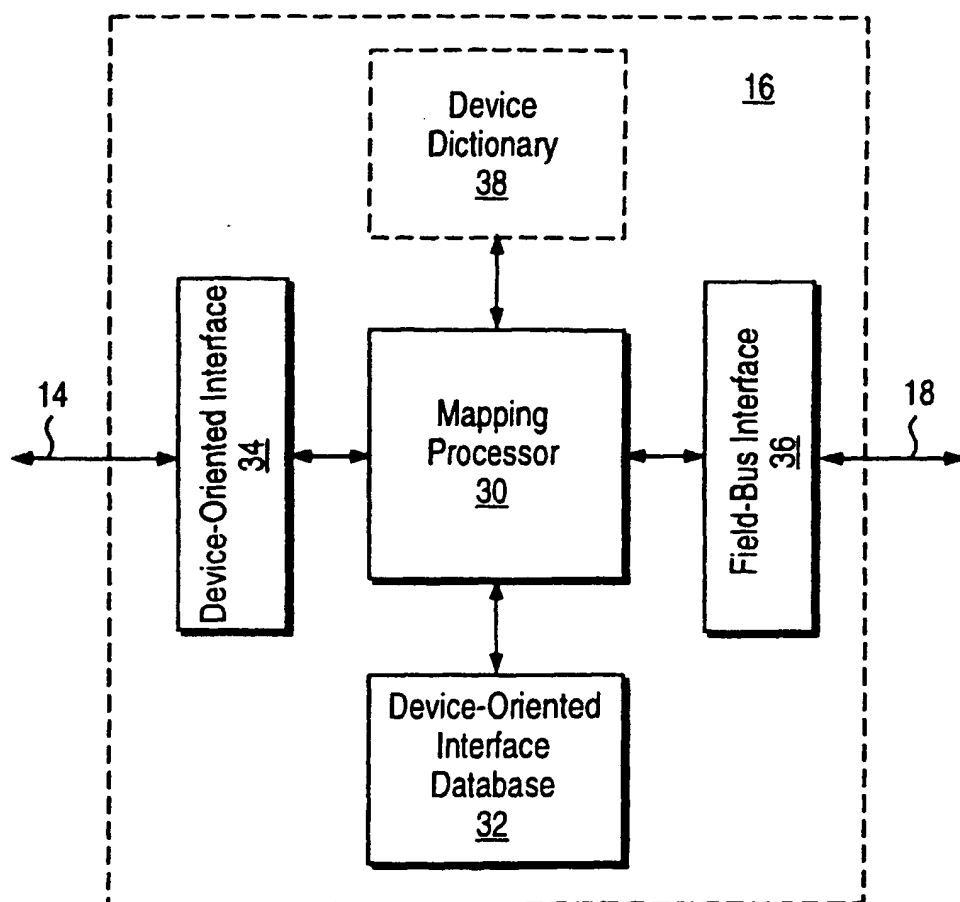 16
Device
Dictionary
38
14
Device-Oriented Interface
34
Mapping
Processor
30
Field-Bus Interface
36
18
Device-Oriented
Interface
Database
32